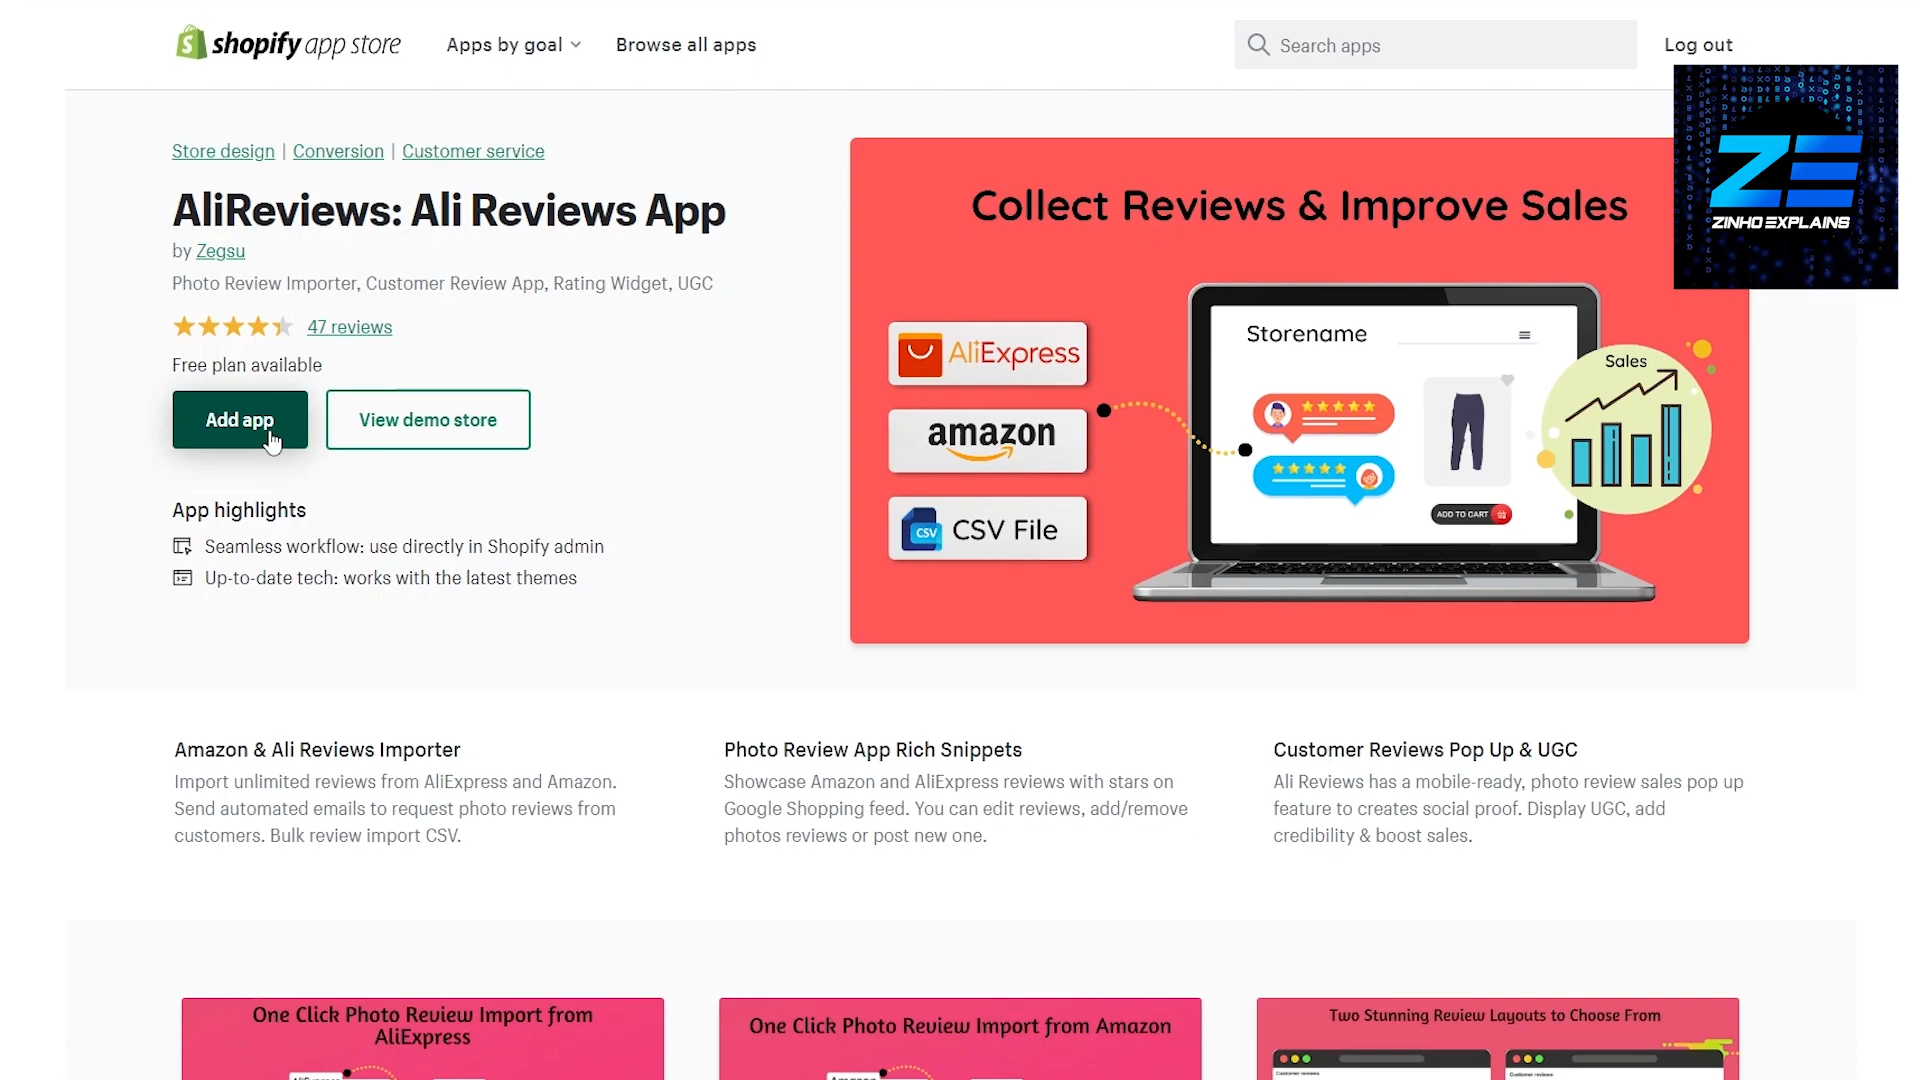 shopify app store
Apps by goal
Browse all apps
Search apps
Log out
ZE
ZINHO EXPLAINS
Store design | Conversion | Customer service
AliReviews: Ali Reviews App
by Zegsu
Photo Review Importer, Customer Review App, Rating Widget, UGC
47 reviews
Free plan available
Add app
View demo store
App highlights
Seamless workflow: use directly in Shopify admin
Up-to-date tech: works with the latest themes
Collect Reviews & Improve Sales
AliExpress
amazon
CSV
CSV File
Storename
Sales
ADD TO CART
Amazon & Ali Reviews Importer
Import unlimited reviews from AliExpress and Amazon.
Send automated emails to request photo reviews from
customers. Bulk review import CSV.
Photo Review App Rich Snippets
Showcase Amazon and AliExpress reviews with stars on
Google Shopping feed. You can edit reviews, add/remove
photos reviews or post new one.
Customer Reviews Pop Up & UGC
Ali Reviews has a mobile-ready, photo review sales pop up
feature to creates social proof. Display UGC, add
credibility & boost sales.
One Click Photo Review Import from
AliExpress
One Click Photo Review Import from Amazon
Two Stunning Review Layouts to Choose From
Customer reviews
Customer reviews